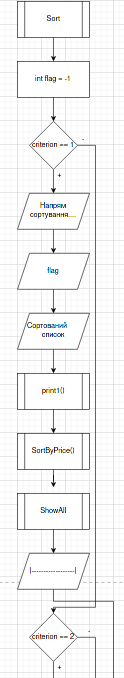 Sort
int flag = -1
criterion == 1
-
+
Напрям
сортування....
flag
Сортований
список
print1()
SortByPrice()
ShowAll
|-----------------|
criterion == 2
-
+